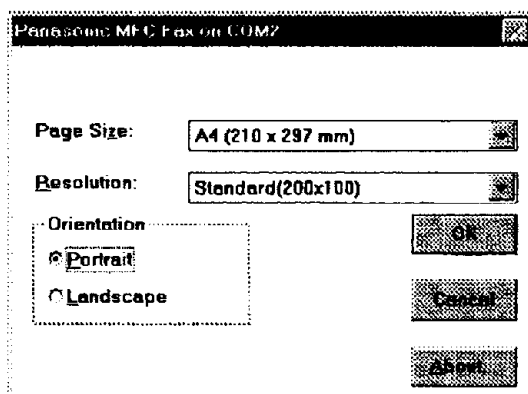 Panasonic MFC Fax on COM2
Page Size: A4 (210 x 297 mm)
Resolution: Standard(200x100)
Orientation
Portrait
Landscape
OK
Cancel
About...